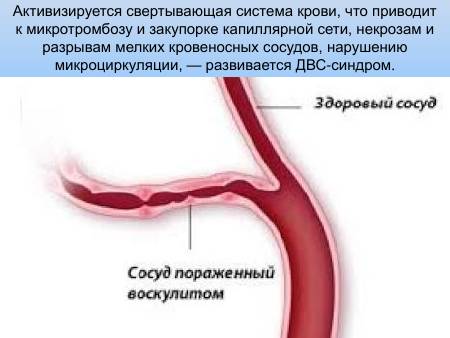 Активизируется свертывающая система крови, что приводит
к микротромбозу и закупорке капиллярной сети, некрозам и
разрывам мелких кровеносных сосудов, нарушению
микроциркуляции, — развивается ДВС-синдром.
Здоровый сосуд
Сосуд пораженный
воскулитом